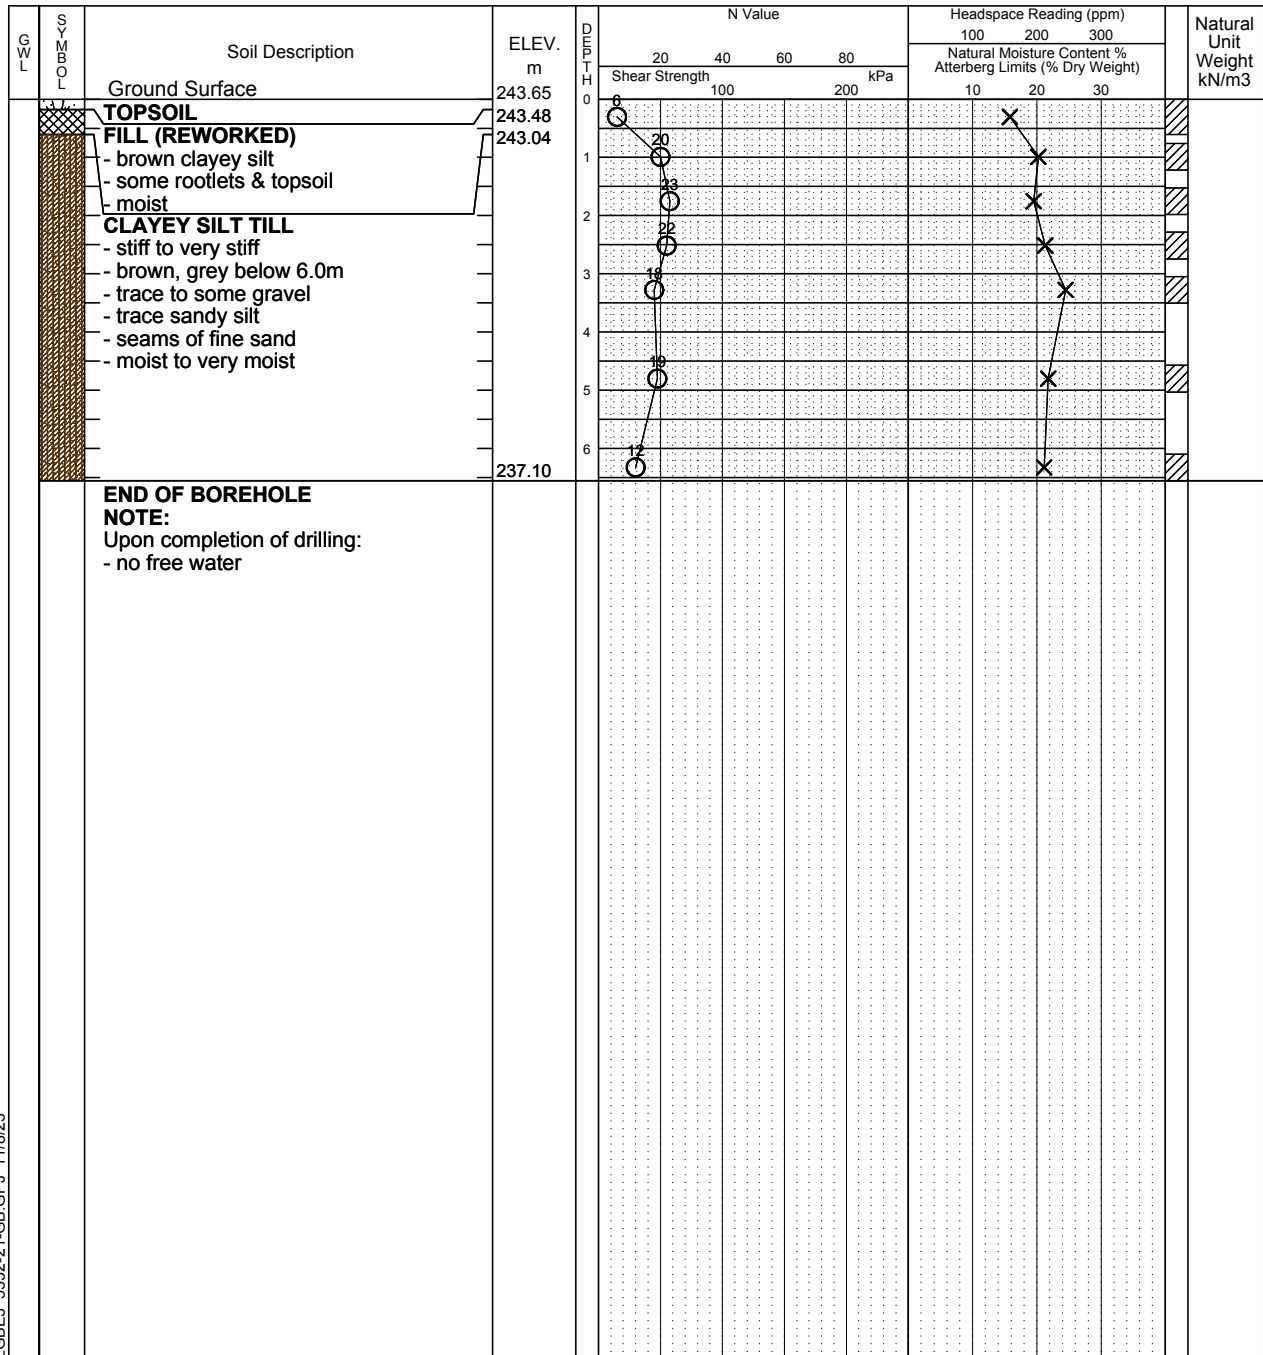 GWL
SYMBOL
Soil Description
ELEV.
m
DEPTH
N Value
20 40 60 80
Shear Strength kPa
100 200
Headspace Reading (ppm)
100 200 300
Natural Moisture Content %
Atterberg Limits (% Dry Weight)
10 20 30
Natural
Unit
Weight
kN/m3
Ground Surface 243.65 0
TOPSOIL 243.48
6
FILL (REWORKED) 243.04
20
- brown clayey silt 1
- some rootlets & topsoil
23
- moist
2
CLAYEY SILT TILL
22
- stiff to very stiff
- brown, grey below 6.0m 3
18
- trace to some gravel
- trace sandy silt
4
- seams of fine sand
- moist to very moist
19
5
6
12
237.10
END OF BOREHOLE
NOTE:
Upon completion of drilling:
- no free water